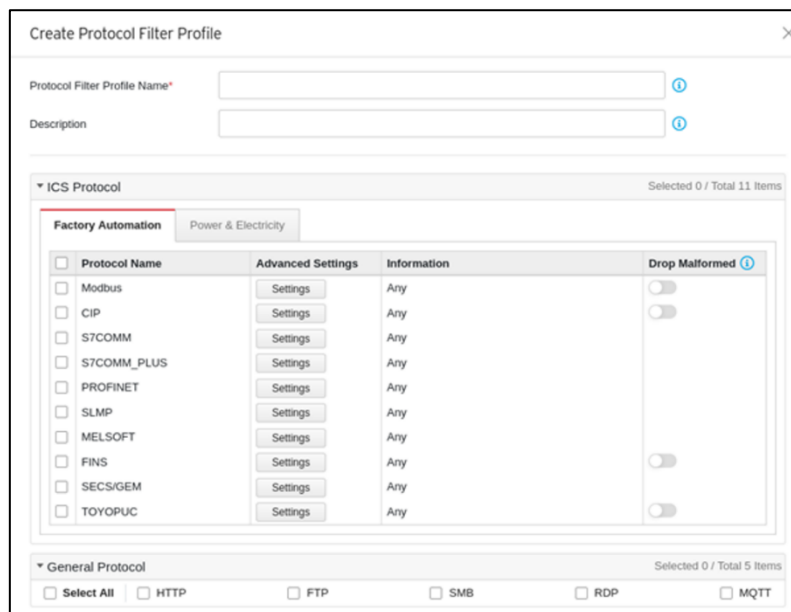 Create Protocol Filter Profile
Protocol Filter Profile Name*
Description
ICS Protocol Selected 0 / Total 11 Items
Factory Automation Power & Electricity
Protocol Name Advanced Settings Information Drop Malformed
Modbus Settings Any
CIP Settings Any
S7COMM Settings Any
S7COMM_PLUS Settings Any
PROFINET Settings Any
SLMP Settings Any
MELSOFT Settings Any
FINS Settings Any
SECS/GEM Settings Any
TOYOPUC Settings Any
General Protocol Selected 0 / Total 5 Items
Select All HTTP FTP SMB RDP MQTT